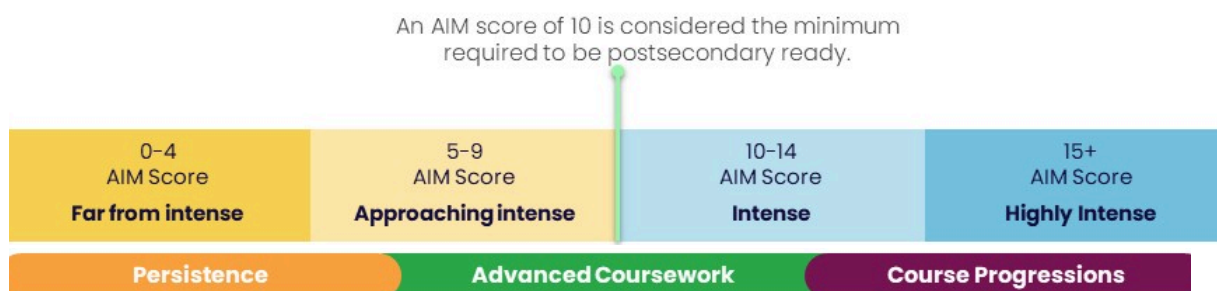 An AIM score of 10 is considered the minimum
required to be postsecondary ready.
0-4
AIM Score
Far from intense
5-9
AIM Score
Approaching intense
10-14
AIM Score
Intense
15+
AIM Score
Highly Intense
Persistence
Advanced Coursework
Course Progressions